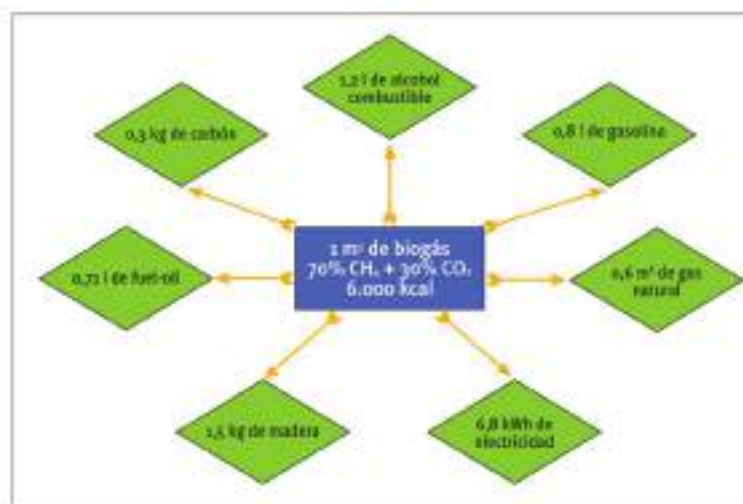 1,2 l de alcohol
combustible
0,3 kg de carbón
0,8 l de gasolina
1 m³ de biogás
70% CH₄ + 30% CO₂
6.000 kcal
0,71 l de fuel-oil
0,6 m³ de gas
natural
1,5 kg de madera
6,8 kWh de
electricidad